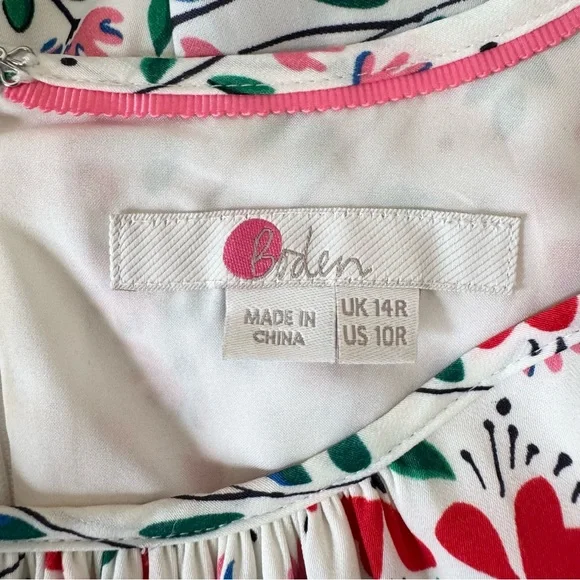 Boden
MADE IN
CHINA
UK 14R
US 10R